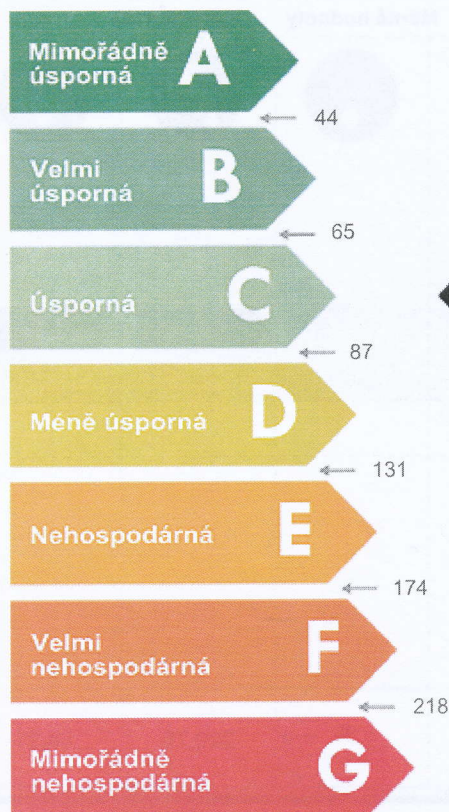 Mimořádně
úsporná
A
44
Velmi
úsporná
B
65
Úsporná
C
87
Méně úsporná
D
131
Nehospodárná
E
174
Velmi
nehospodárná
F
218
Mimořádně
nehospodárná
G